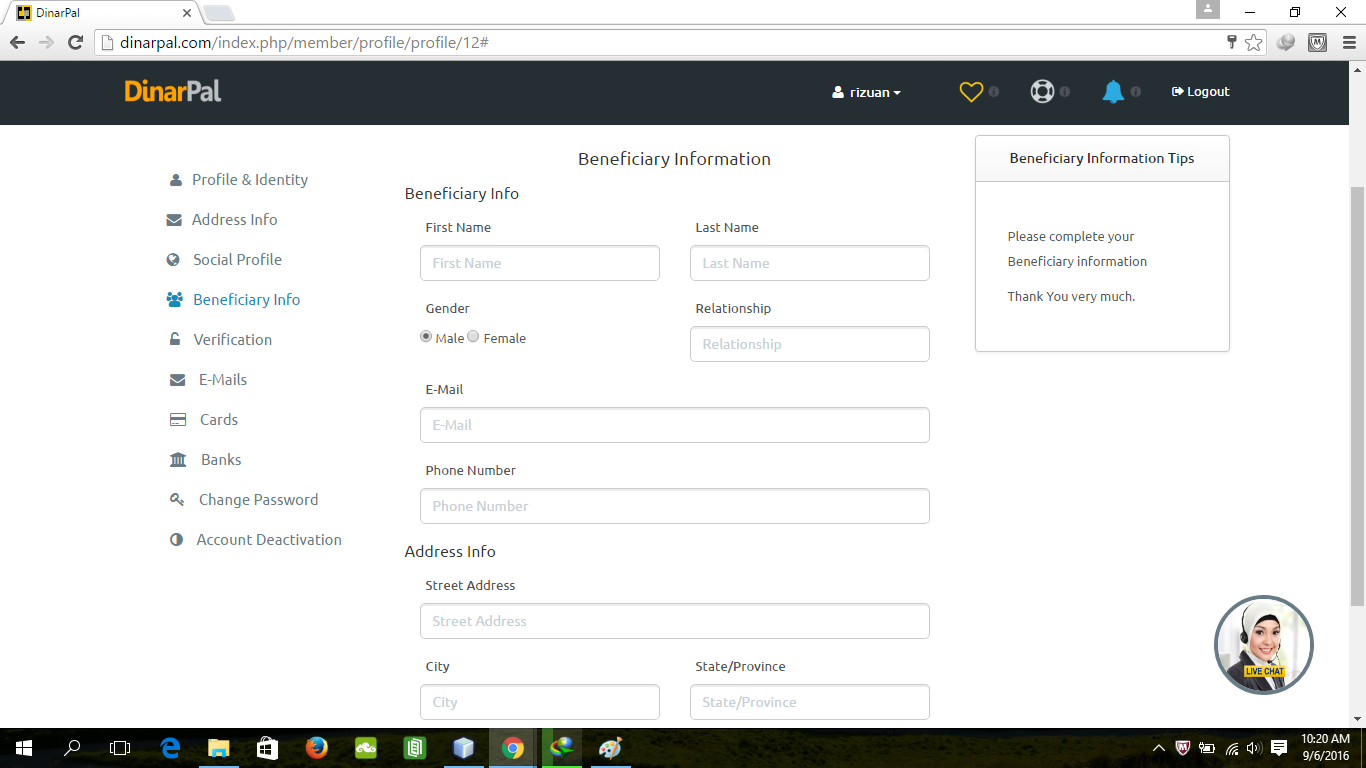 DinarPal
dinarpal.com/index.php/member/profile/profile/12#
DinarPal
rizuan
Logout
Profile & Identity
Address Info
Social Profile
Beneficiary Info
Verification
E-Mails
Cards
Banks
Change Password
Account Deactivation
Beneficiary Information
Beneficiary Info
First Name Last Name
First Name Last Name
Gender Relationship
Male Female Relationship
E-Mail
E-Mail
Phone Number
Phone Number
Address Info
Street Address
Street Address
City State/Province
City State/Province
Beneficiary Information Tips
Please complete your
Beneficiary information
Thank You very much.
LIVE CHAT
10:20 AM
9/6/2016